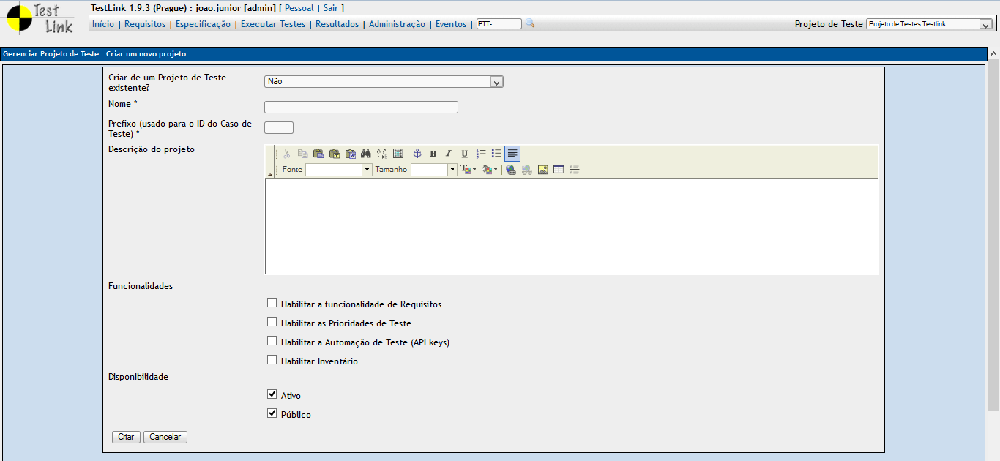 Test Link
TestLink 1.9.3 (Prague) : joao.junior [admin] [ Pessoal | Sair ]
Início | Requisitos | Especificação | Executar Testes | Resultados | Administração | Eventos | PTT-
Projeto de Teste Projeto de Testes Testlink
Gerenciar Projeto de Teste : Criar um novo projeto
Criar de um Projeto de Teste
existente?
Não
Nome *
Prefixo (usado para o ID do Caso de
Teste) *
Descrição do projeto
B I U
Fonte Tamanho
Funcionalidades
Habilitar a funcionalidade de Requisitos
Habilitar as Prioridades de Teste
Habilitar a Automação de Teste (API keys)
Habilitar Inventário
Disponibilidade
Ativo
Público
Criar Cancelar